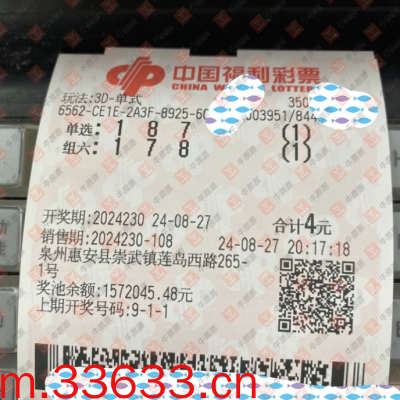 中国福利彩票
CHINA W LOTTER
玩法:3D-单式
350
6562-CE1E-2A3F-8925-6 003951/844
单选: 1 8 7 (1)
组六: 1 7 8 (1)
开奖期:2024230 24-08-27 合计4元
销售期:2024230-108 24-08-27 20:17:18
泉州惠安县崇武镇莲岛西路265-
1号
奖池余额:1572045.48元
上期开奖号码:9-1-1
m.33633.cn